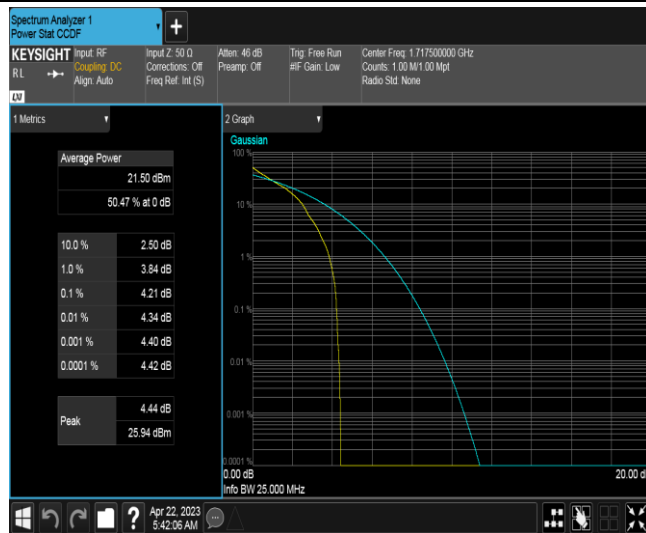 Spectrum Analyzer 1
Power Stat CCDF
+
KEYSIGHT
RL
LXI
Input: RF
Coupling: DC
Align: Auto
Input Z: 50 Ω
Corrections: Off
Freq Ref: Int (S)
Atten: 46 dB
Preamp: Off
Trig: Free Run
#IF Gain: Low
Center Freq: 1.717500000 GHz
Counts: 1.00 M/1.00 Mpt
Radio Std: None
1 Metrics
Average Power
21.50 dBm
50.47 % at 0 dB
10.0 % 2.50 dB
1.0 % 3.84 dB
0.1 % 4.21 dB
0.01 % 4.34 dB
0.001 % 4.40 dB
0.0001 % 4.42 dB
Peak
4.44 dB
25.94 dBm
2 Graph
Gaussian
100 %
10 %
1 %
0.1 %
0.01 %
0.001 %
0.0001 %
0.00 dB
20.00 d
Info BW 25.000 MHz
?
Apr 22, 2023
5:42:06 AM